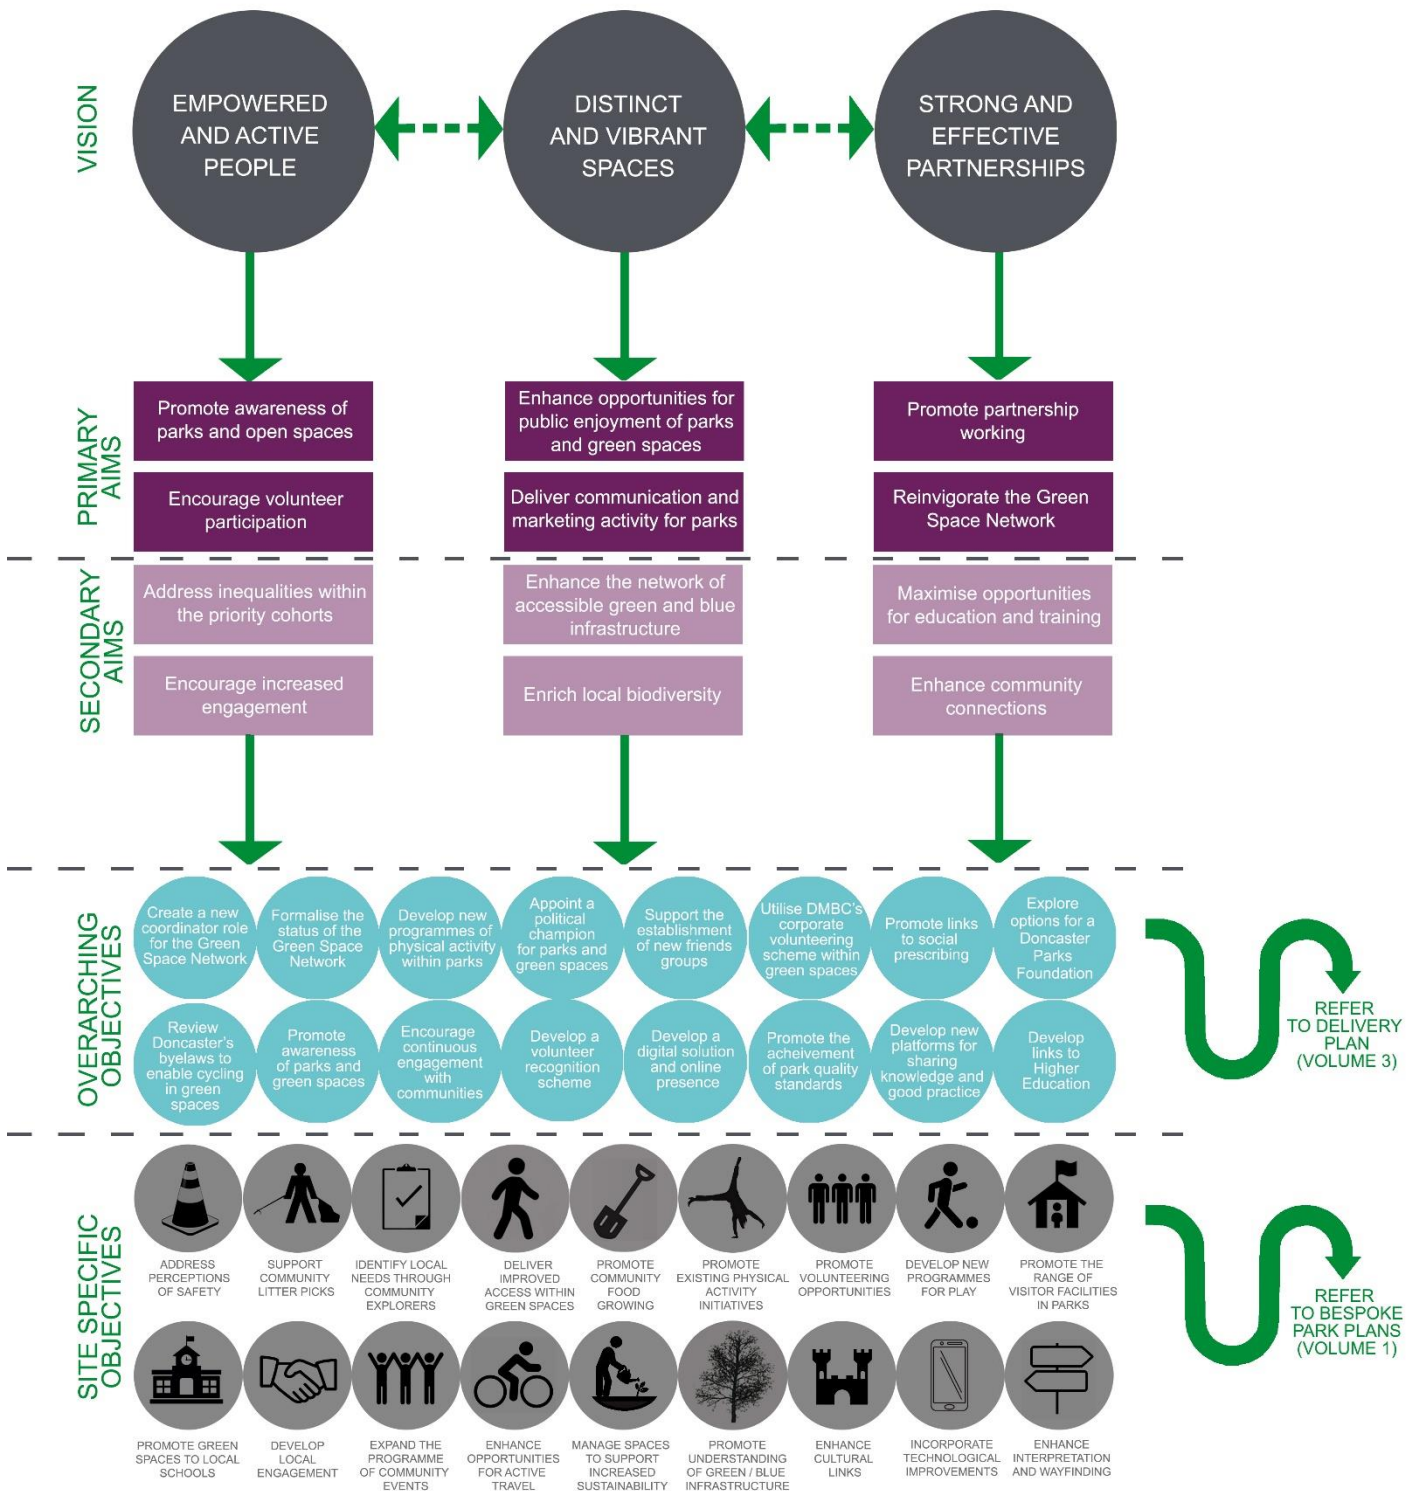 VISION
EMPOWERED
AND ACTIVE
PEOPLE
DISTINCT
AND VIBRANT
SPACES
STRONG AND
EFFECTIVE
PARTNERSHIPS
PRIMARY
AIMS
Promote awareness of
parks and open spaces
Enhance opportunities for
public enjoyment of parks
and green spaces
Promote partnership
working
Encourage volunteer
participation
Deliver communication and
marketing activity for parks
Reinvigorate the Green
Space Network
SECONDARY
AIMS
Address inequalities within
the priority cohorts
Enhance the network of
accessible green and blue
infrastructure
Maximise opportunities
for education and training
Encourage increased
engagement
Enrich local biodiversity
Enhance community
connections
OVERARCHING
OBJECTIVES
Create a new
coordinator role
for the Green
Space Network
Formalise the
status of the
Green Space
Network
Develop new
programmes of
physical activity
within parks
Appoint a
political
champion
for parks and
green spaces
Support the
establishment
of new friends
groups
Utilise DMBC's
corporate
volunteering
scheme within
green spaces
Promote links
to social
prescribing
Explore
options for a
Doncaster
Parks
Foundation
Review
Doncaster's
byelaws to
enable cycling
in green
spaces
Promote
awareness
of parks and
green spaces
Encourage
continuous
engagement
with
communities
Develop a
volunteer
recognition
scheme
Develop a
digital solution
and online
presence
Promote the
acheivement
of park quality
standards
Develop new
platforms for
sharing
knowledge and
good practice
Develop
links to
Higher
Education
REFER
TO DELIVERY
PLAN
(VOLUME 3)
SITE SPECIFIC
OBJECTIVES
ADDRESS
PERCEPTIONS
OF SAFETY
SUPPORT
COMMUNITY
LITTER PICKS
IDENTIFY LOCAL
NEEDS THROUGH
COMMUNITY
EXPLORERS
DELIVER
IMPROVED
ACCESS WITHIN
GREEN SPACES
PROMOTE
COMMUNITY
FOOD
GROWING
PROMOTE
EXISTING PHYSICAL
ACTIVITY
INITIATIVES
PROMOTE
VOLUNTEERING
OPPORTUNITIES
DEVELOP NEW
PROGRAMMES
FOR PLAY
PROMOTE THE
RANGE OF
VISITOR FACILITIES
IN PARKS
PROMOTE GREEN
SPACES TO LOCAL
SCHOOLS
DEVELOP
LOCAL
ENGAGEMENT
EXPAND THE
PROGRAMME
OF COMMUNITY
EVENTS
ENHANCE
OPPORTUNITIES
FOR ACTIVE
TRAVEL
MANAGE SPACES
TO SUPPORT
INCREASED
SUSTAINABILITY
PROMOTE
UNDERSTANDING
OF GREEN / BLUE
INFRASTRUCTURE
ENHANCE
CULTURAL
LINKS
INCORPORATE
TECHNOLOGICAL
IMPROVEMENTS
ENHANCE
INTERPRETATION
AND WAYFINDING
REFER
TO BESPOKE
PARK PLANS
(VOLUME 1)